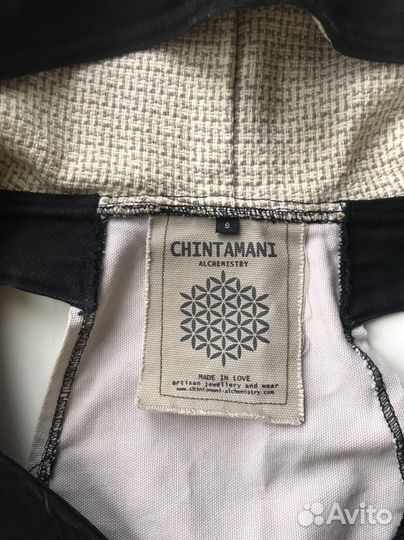 S
CHINTAMANI
ALCHEMISTRY
MADE IN LOVE
artisan jewellery and wear
www.chintamani-alchemistry.com
Avito